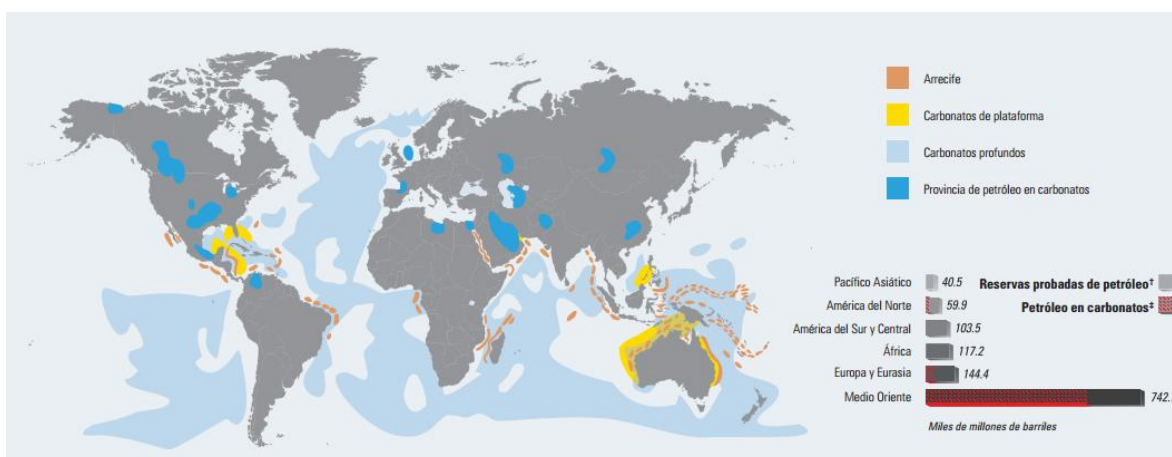 Arrecife
Carbonatos de plataforma
Carbonatos profundos
Provincia de petróleo en carbonatos
Pacífico Asiático 40.5 Reservas probadas de petróleo†
América del Norte 59.9 Petróleo en carbonatos‡
América del Sur y Central 103.5
África 117.2
Europa y Eurasia 144.4
Medio Oriente 742.
Miles de millones de barriles